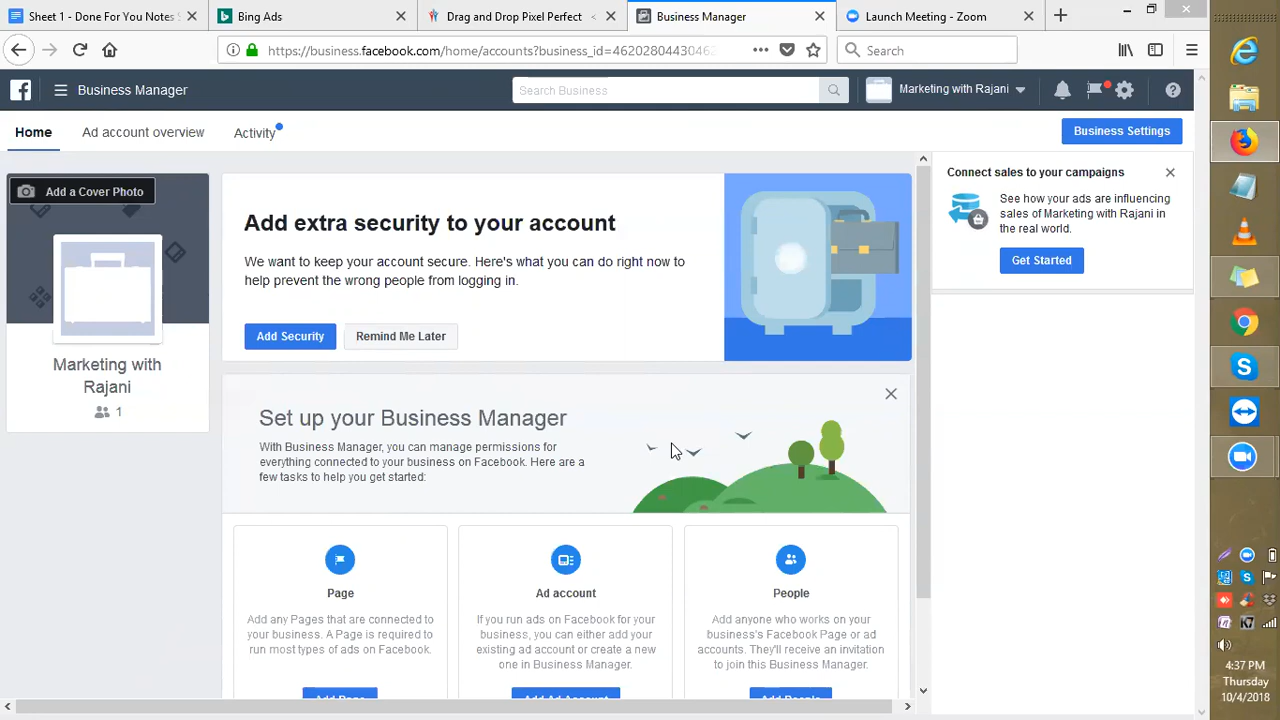 Sheet 1 - Done For You Notes S
Bing Ads
Drag and Drop Pixel Perfect
Business Manager
Launch Meeting - Zoom
https://business.facebook.com/home/accounts?business_id=46202804430462
Search
Business Manager
Search Business
Marketing with Rajani
Home
Ad account overview
Activity
Business Settings
Add a Cover Photo
Marketing with
Rajani
1
Add extra security to your account
We want to keep your account secure. Here's what you can do right now to
help prevent the wrong people from logging in.
Add Security
Remind Me Later
Connect sales to your campaigns
See how your ads are influencing
sales of Marketing with Rajani in
the real world.
Get Started
Set up your Business Manager
With Business Manager, you can manage permissions for
everything connected to your business on Facebook. Here are a
few tasks to help you get started:
Page
Add any Pages that are connected to
your business. A Page is required to
run most types of ads on Facebook.
Add Page
Ad account
If you run ads on Facebook for your
business, you can either add your
existing ad account or create a new
one in Business Manager.
Add Ad Account
People
Add anyone who works on your
business's Facebook Page or ad
accounts. They'll receive an invitation
to join this Business Manager.
Add People
4:37 PM
Thursday
10/4/2018